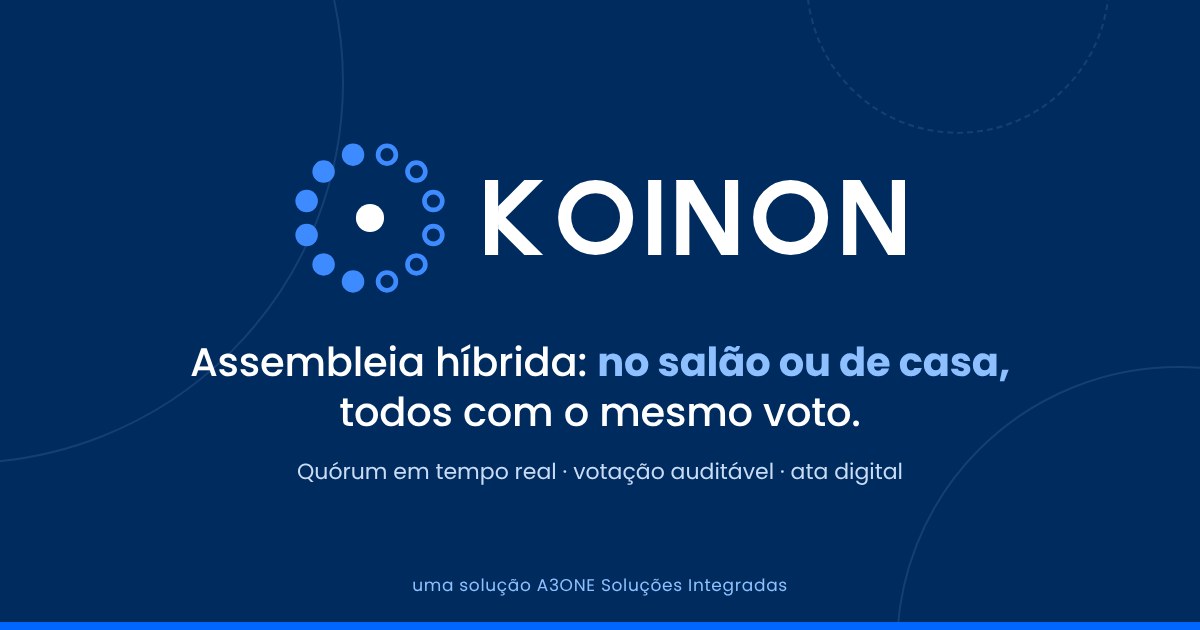 KOINON
Assembleia híbrida: no salão ou de casa,
todos com o mesmo voto.
Quórum em tempo real · votação auditável · ata digital
uma solução A3ONE Soluções Integradas